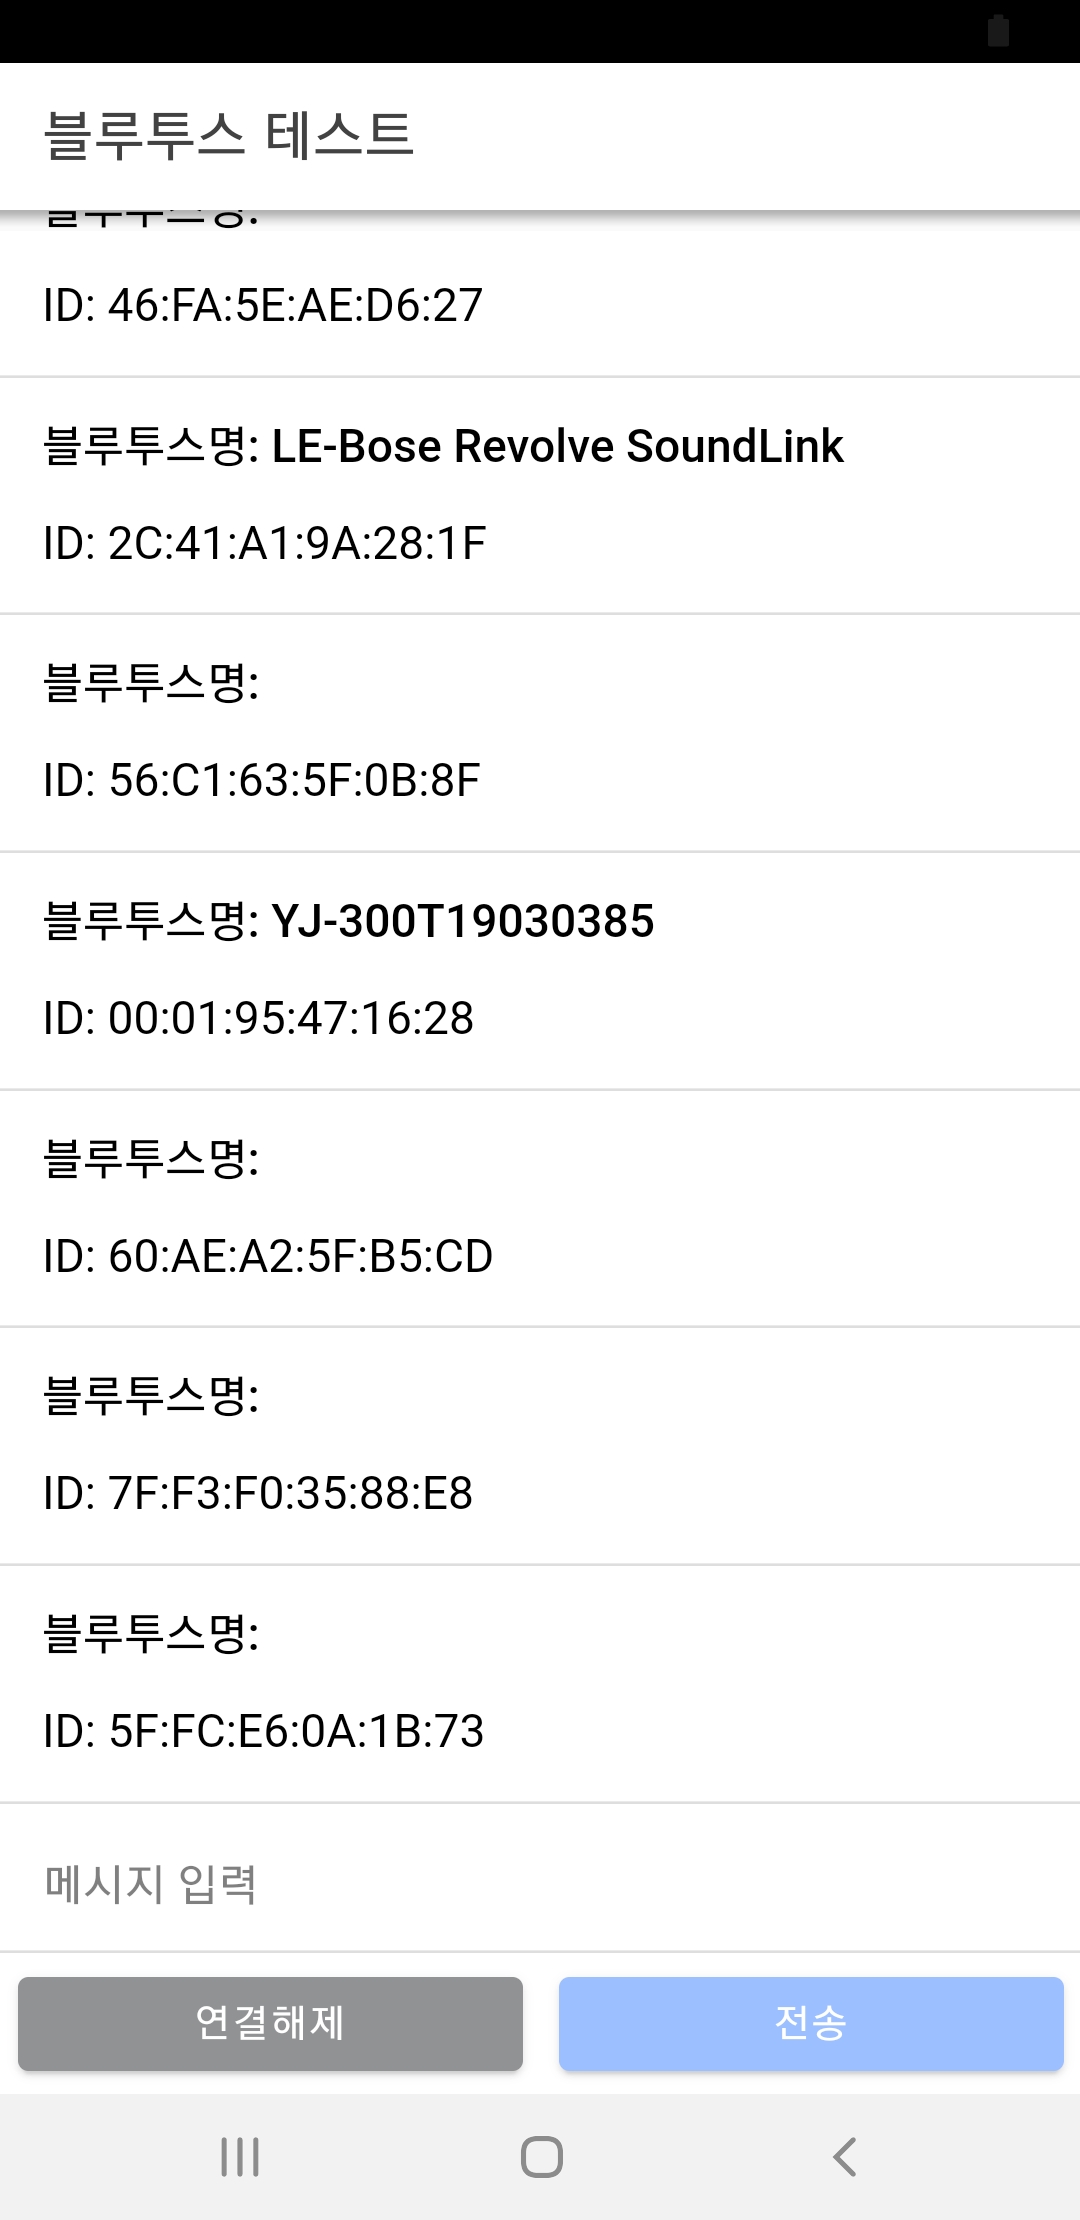 블루투스 테스트
블루투스명:
ID: 46:FA:5E:AE:D6:27
블루투스명: LE-Bose Revolve SoundLink
ID: 2C:41:A1:9A:28:1F
블루투스명:
ID: 56:C1:63:5F:0B:8F
블루투스명: YJ-300T19030385
ID: 00:01:95:47:16:28
블루투스명:
ID: 60:AE:A2:5F:B5:CD
블루투스명:
ID: 7F:F3:F0:35:88:E8
블루투스명:
ID: 5F:FC:E6:0A:1B:73
메시지 입력
연결해제
전송